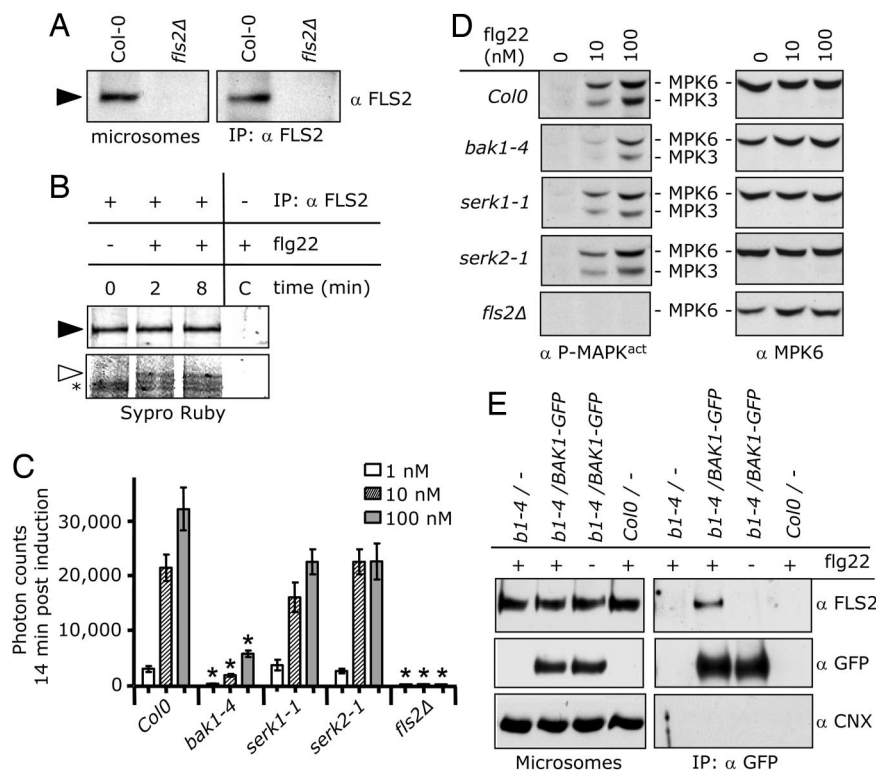 A
Col-0
fls2Δ
Col-0
fls2Δ
α FLS2
microsomes
IP: α FLS2
B
+ + + - IP: α FLS2
- + + + flg22
0 2 8 C time (min)
*
Sypro Ruby
C
Photon counts
14 min post induction
30,000
20,000
10,000
0
1 nM
10 nM
100 nM
* * *
* * *
Col0
bak1-4
serk1-1
serk2-1
fls2Δ
D
flg22
(nM)
0 10 100
0 10 100
Col0 - MPK6 -
- MPK3
bak1-4 - MPK6 -
- MPK3
serk1-1 - MPK6 -
- MPK3
serk2-1 - MPK6 -
- MPK3
fls2Δ - MPK6 -
α P-MAPKact
α MPK6
E
b1-4 / -
b1-4 /BAK1-GFP
b1-4 /BAK1-GFP
Col0 / -
b1-4 / -
b1-4 /BAK1-GFP
b1-4 /BAK1-GFP
Col0 / -
+ + - + + + - + flg22
α FLS2
α GFP
α CNX
Microsomes
IP: α GFP